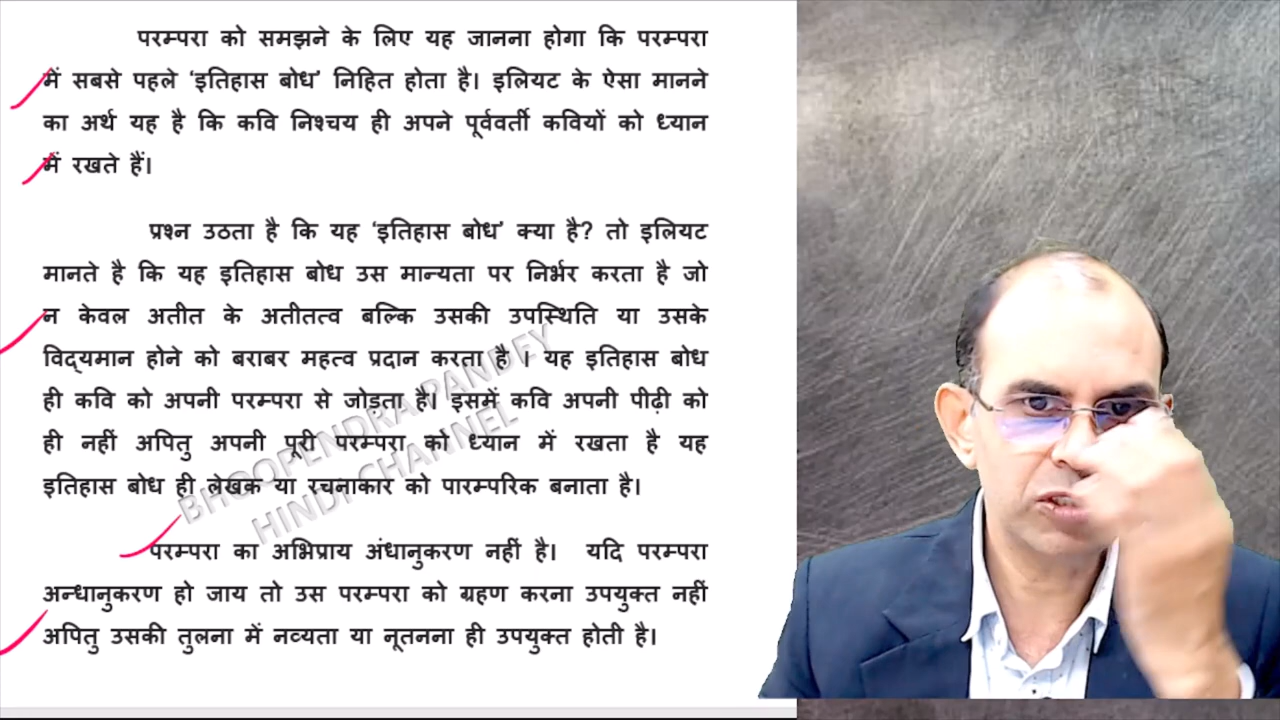 परम्परा को समझने के लिए यह जानना होगा कि परम्परा
में सबसे पहले ‘इतिहास बोध’ निहित होता है। इलियट के ऐसा मानने
का अर्थ यह है कि कवि निश्चय ही अपने पूर्ववर्ती कवियों को ध्यान
में रखते हैं।
प्रश्न उठता है कि यह ‘इतिहास बोध’ क्या है? तो इलियट
मानते है कि यह इतिहास बोध उस मान्यता पर निर्भर करता है जो
न केवल अतीत के अतीतत्व बल्कि उसकी उपस्थिति या उसके
विद्यमान होने को बराबर महत्व प्रदान करता है । यह इतिहास बोध
ही कवि को अपनी परम्परा से जोड़ता है। इसमें कवि अपनी पीढ़ी को
ही नहीं अपितु अपनी पूरी परम्परा को ध्यान में रखता है यह
इतिहास बोध ही लेखक या रचनाकार को पारम्परिक बनाता है।
परम्परा का अभिप्राय अंधानुकरण नहीं है। यदि परम्परा
अन्धानुकरण हो जाय तो उस परम्परा को ग्रहण करना उपयुक्त नहीं
अपितु उसकी तुलना में नव्यता या नूतनना ही उपयुक्त होती है।
BHOOPENDRA PANDEY
HINDI CHANNEL